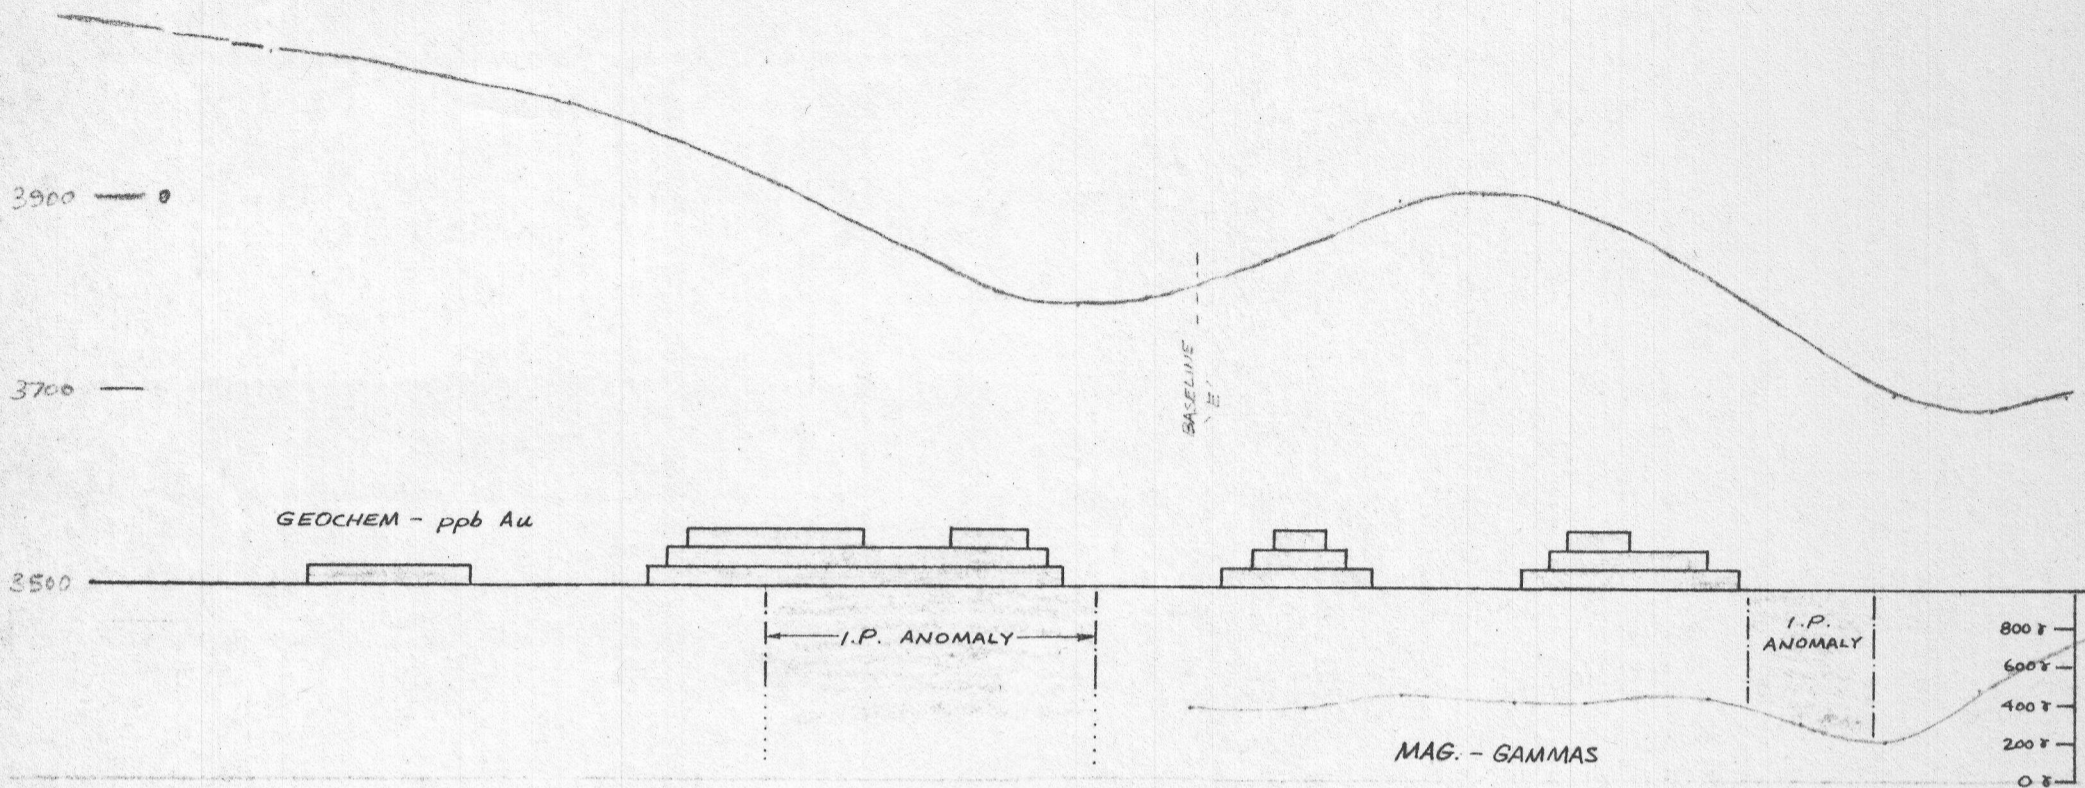 3900
3700
BASELINE
'E'
GEOCHEM - ppb Au
3500
I.P. ANOMALY
I.P.
ANOMALY
800 γ
600 γ
400 γ
200 γ
0 γ
MAG. - GAMMAS